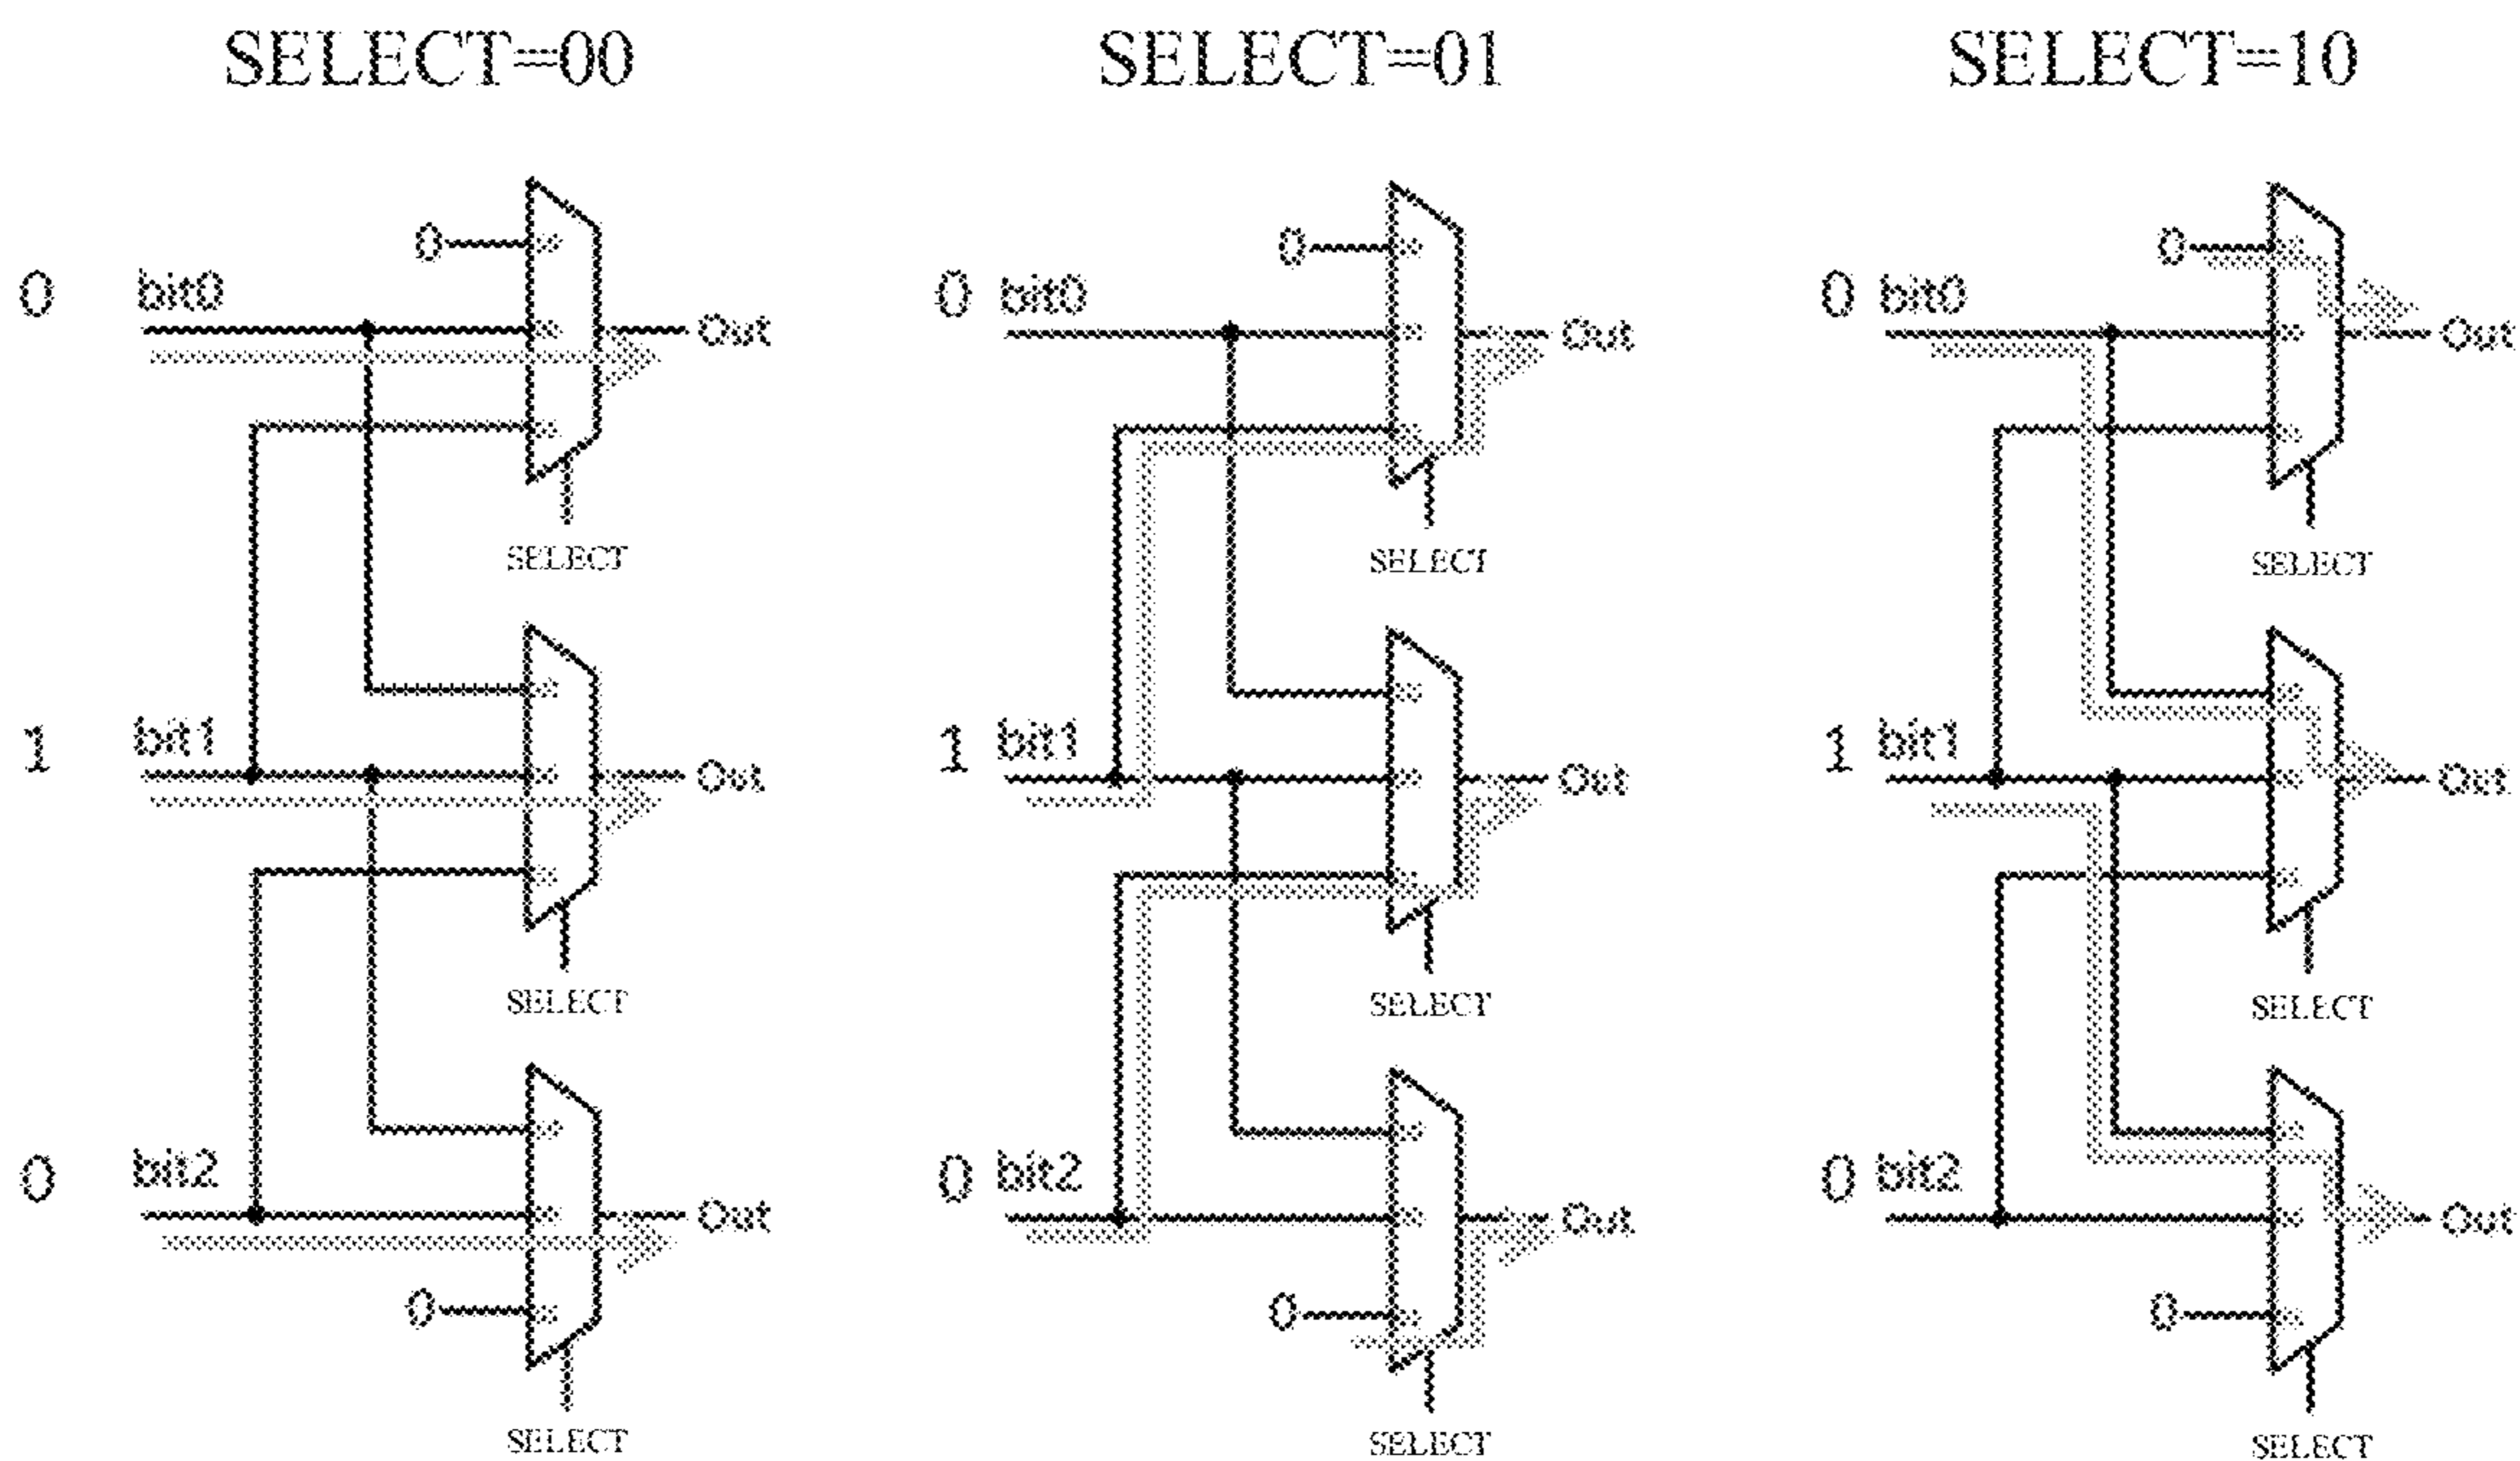 SELECT=00 SELECT=01 SELECT=10
0 0 0
0 bit0 0 bit0 0 bit0
Out Out Out
SELECT SELECT SELECT
1 bit1 1 bit1 1 bit1
Out Out Out
SELECT SELECT SELECT
0 bit2 0 bit2 0 bit2
Out Out Out
0 0 0
SELECT SELECT SELECT